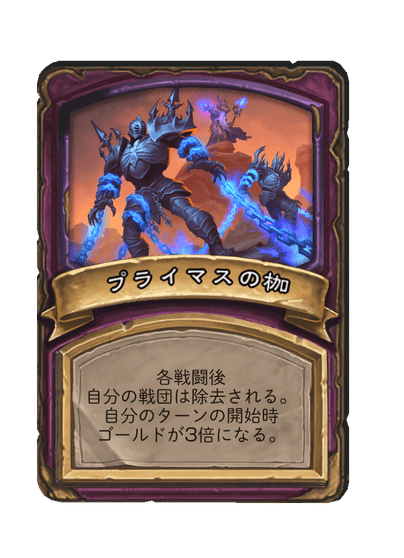 プライマスの枷
各戦闘後
自分の戦団は除去される。
自分のターンの開始時
ゴールドが3倍になる。